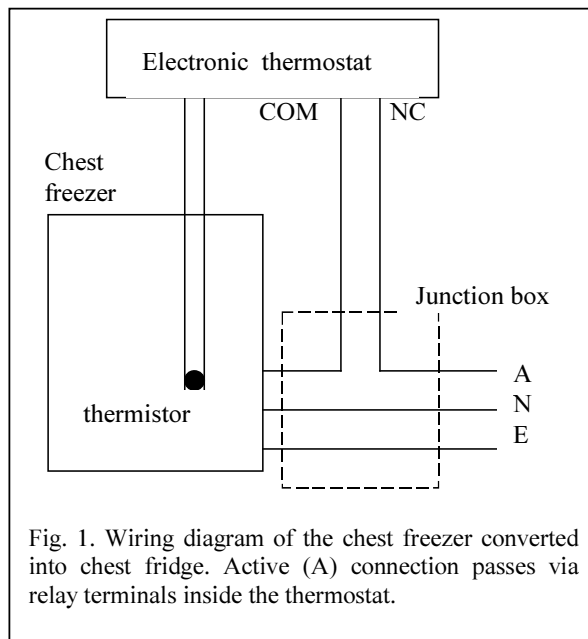 Electronic thermostat
COM
NC
Chest
freezer
Junction box
thermistor
A
N
E
Fig. 1. Wiring diagram of the chest freezer converted
into chest fridge. Active (A) connection passes via
relay terminals inside the thermostat.